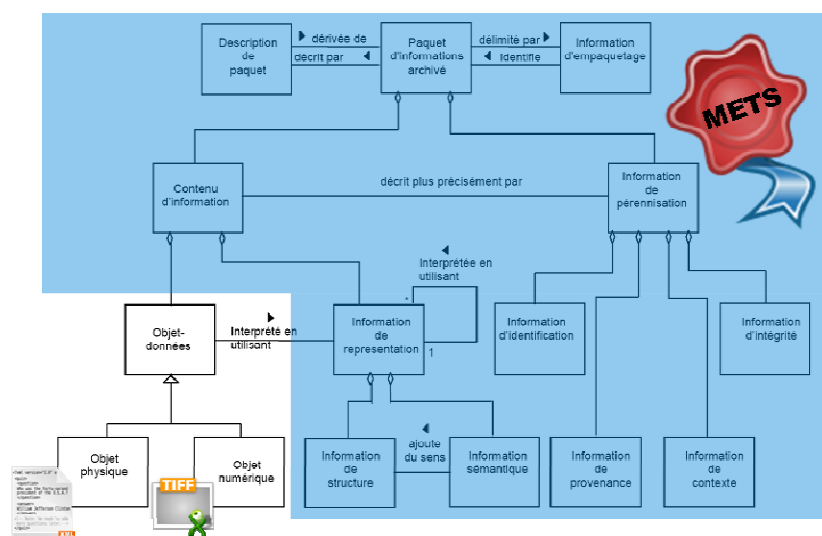 Description
de
paquet
dérivée de
décrit par
Paquet
d'informations
archivé
délimité par
Identifie
Information
d'empaquetage
METS
Contenu
d'information
décrit plus précisément par
Information
de
pérennisation
Interprétée en
utilisant
*
1
Objet-
données
Interprété en
utilisant
Information
de
representation
Information
d'identification
Information
d'intégrité
Objet
physique
Objet
numérique
Information
de
structure
ajoute
du sens
Information
sémantique
Information
de
provenance
Information
de
contexte
TIFF
XML